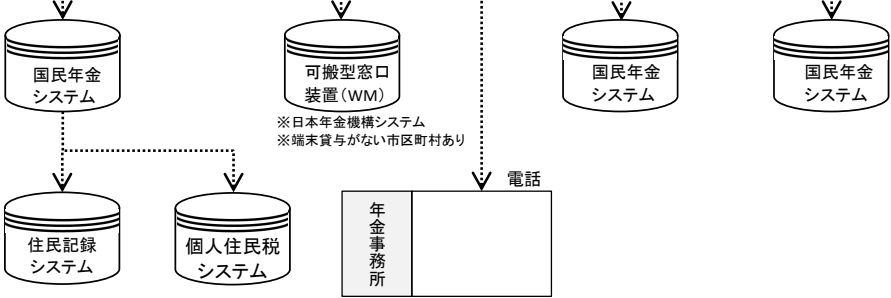 国民年金
システム
可搬型窓口
装置（WM）
※日本年金機構システム
※端末貸与がない市区町村あり
国民年金
システム
国民年金
システム
電話
住民記録
システム
個人住民税
システム
年金事務所